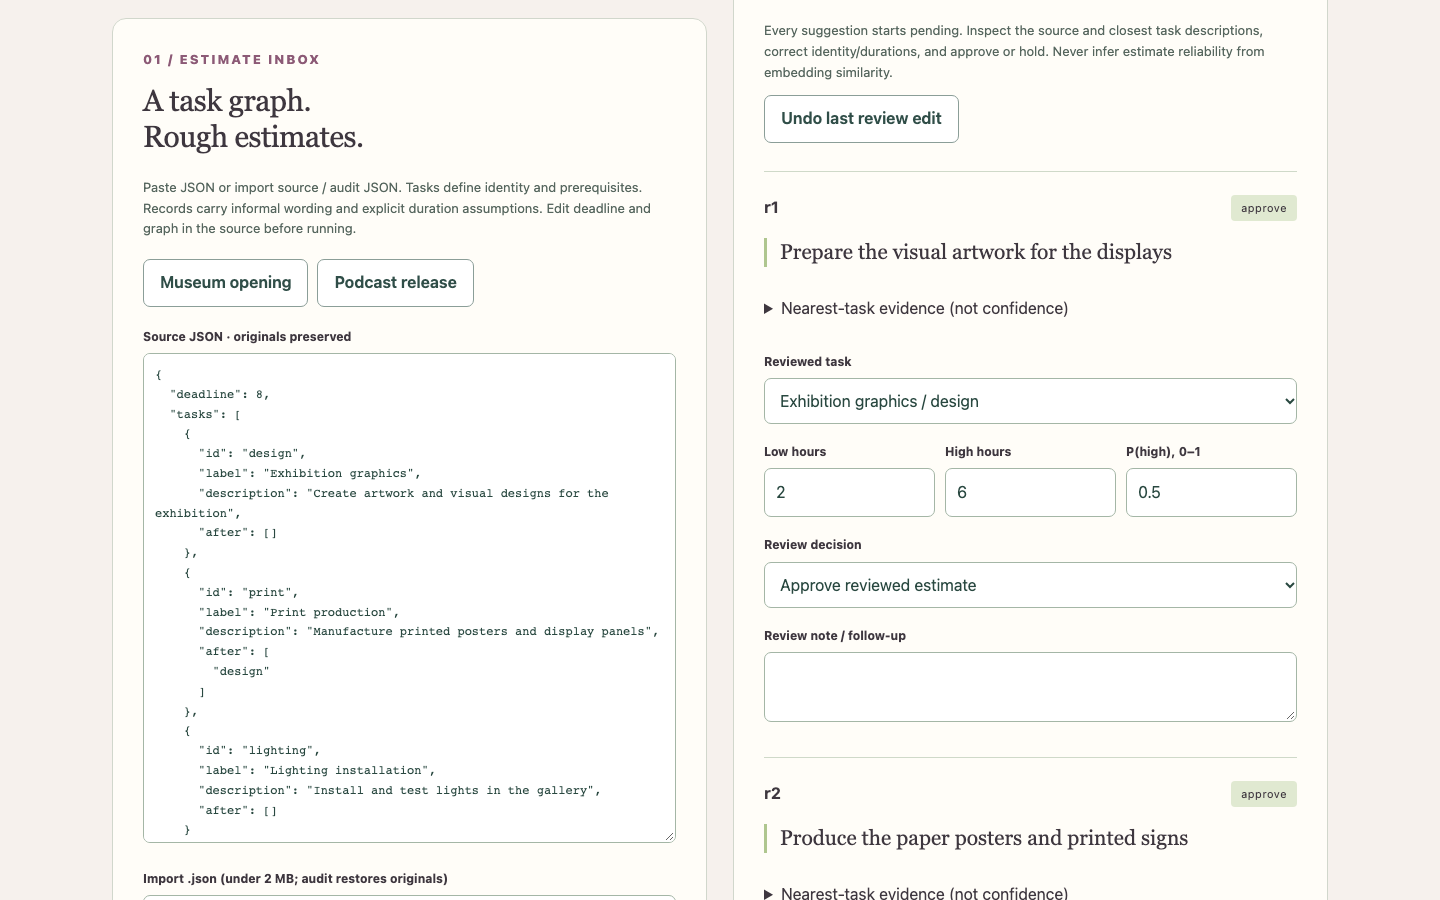 01 / ESTIMATE INBOX
A task graph.
Rough estimates.
Paste JSON or import source / audit JSON. Tasks define identity and prerequisites.
Records carry informal wording and explicit duration assumptions. Edit deadline and
graph in the source before running.
Museum opening
Podcast release
Source JSON · originals preserved
{
  "deadline": 8,
  "tasks": [
    {
      "id": "design",
      "label": "Exhibition graphics",
      "description": "Create artwork and visual designs for the
exhibition",
      "after": []
    },
    {
      "id": "print",
      "label": "Print production",
      "description": "Manufacture printed posters and display panels",
      "after": [
        "design"
      ]
    },
    {
      "id": "lighting",
      "label": "Lighting installation",
      "description": "Install and test lights in the gallery",
      "after": []
    }
Import .json (under 2 MB; audit restores originals)
Every suggestion starts pending. Inspect the source and closest task descriptions,
correct identity/durations, and approve or hold. Never infer estimate reliability from
embedding similarity.
Undo last review edit
r1
approve
Prepare the visual artwork for the displays
Nearest-task evidence (not confidence)
Reviewed task
Exhibition graphics / design
Low hours
High hours
P(high), 0–1
2
6
0.5
Review decision
Approve reviewed estimate
Review note / follow-up
r2
approve
Produce the paper posters and printed signs
Nearest-task evidence (not confidence)